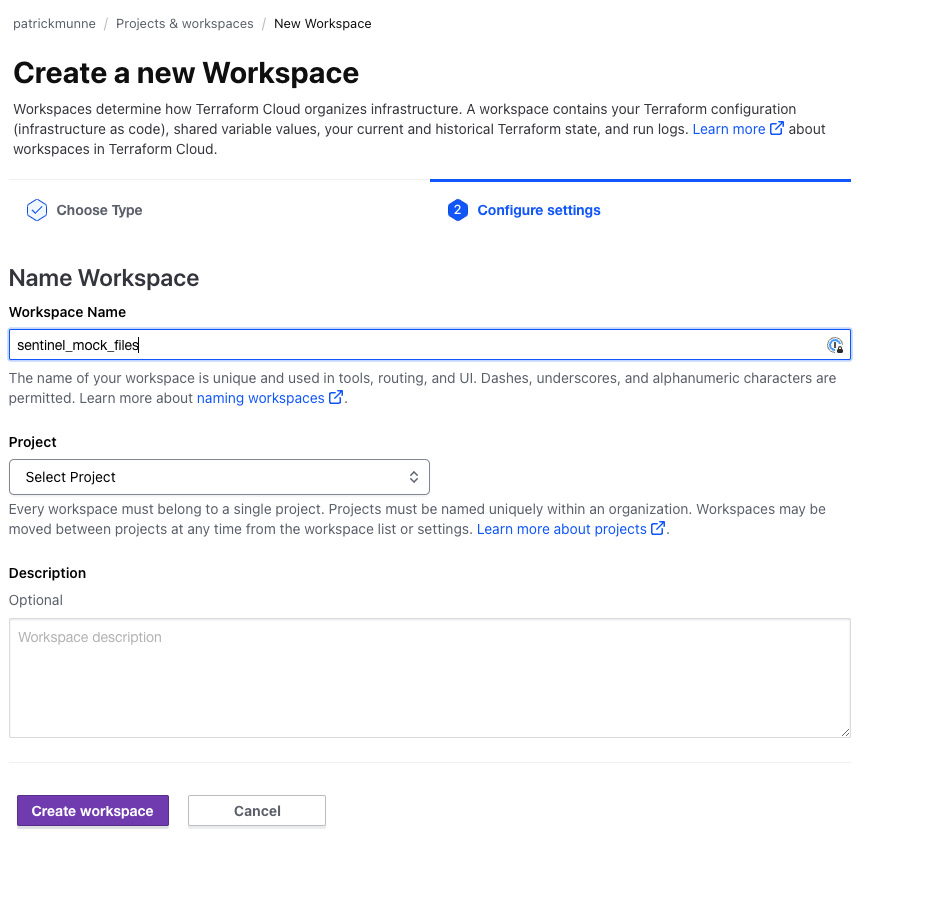 patrickmunne / Projects & workspaces / New Workspace
Create a new Workspace
Workspaces determine how Terraform Cloud organizes infrastructure. A workspace contains your Terraform configuration
(infrastructure as code), shared variable values, your current and historical Terraform state, and run logs. Learn more about
workspaces in Terraform Cloud.
Choose Type
2 Configure settings
Name Workspace
Workspace Name
sentinel_mock_files
The name of your workspace is unique and used in tools, routing, and UI. Dashes, underscores, and alphanumeric characters are
permitted. Learn more about naming workspaces.
Project
Select Project
Every workspace must belong to a single project. Projects must be named uniquely within an organization. Workspaces may be
moved between projects at any time from the workspace list or settings. Learn more about projects.
Description
Optional
Workspace description
Create workspace
Cancel